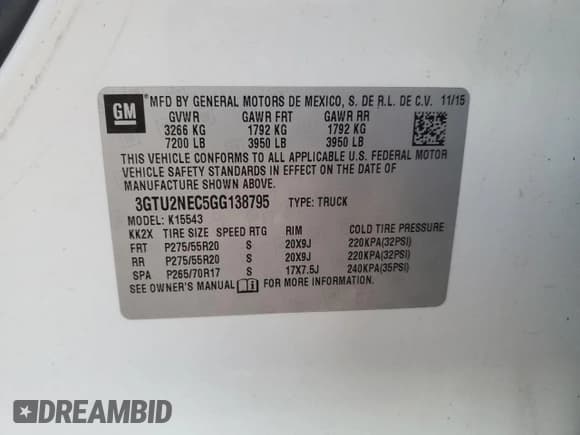 GM MFD BY GENERAL MOTORS DE MEXICO, S. DE R.L. DE C.V. 11/15
GVWR GAWR FRT GAWR RR
3266 KG 1792 KG 1792 KG
7200 LB 3950 LB 3950 LB
THIS VEHICLE CONFORMS TO ALL APPLICABLE U.S. FEDERAL MOTOR
VEHICLE SAFETY STANDARDS IN EFFECT ON THE DATE OF
MANUFACTURE SHOWN ABOVE.
3GTU2NEC5GG138795 TYPE: TRUCK
MODEL: K15543
KK2X TIRE SIZE SPEED RTG RIM COLD TIRE PRESSURE
FRT P275/55R20 S 20X9J 220KPA(32PSI)
RR P275/55R20 S 20X9J 220KPA(32PSI)
SPA P265/70R17 S 17X7.5J 240KPA(35PSI)
SEE OWNER'S MANUAL FOR MORE INFORMATION.
DREAMBID